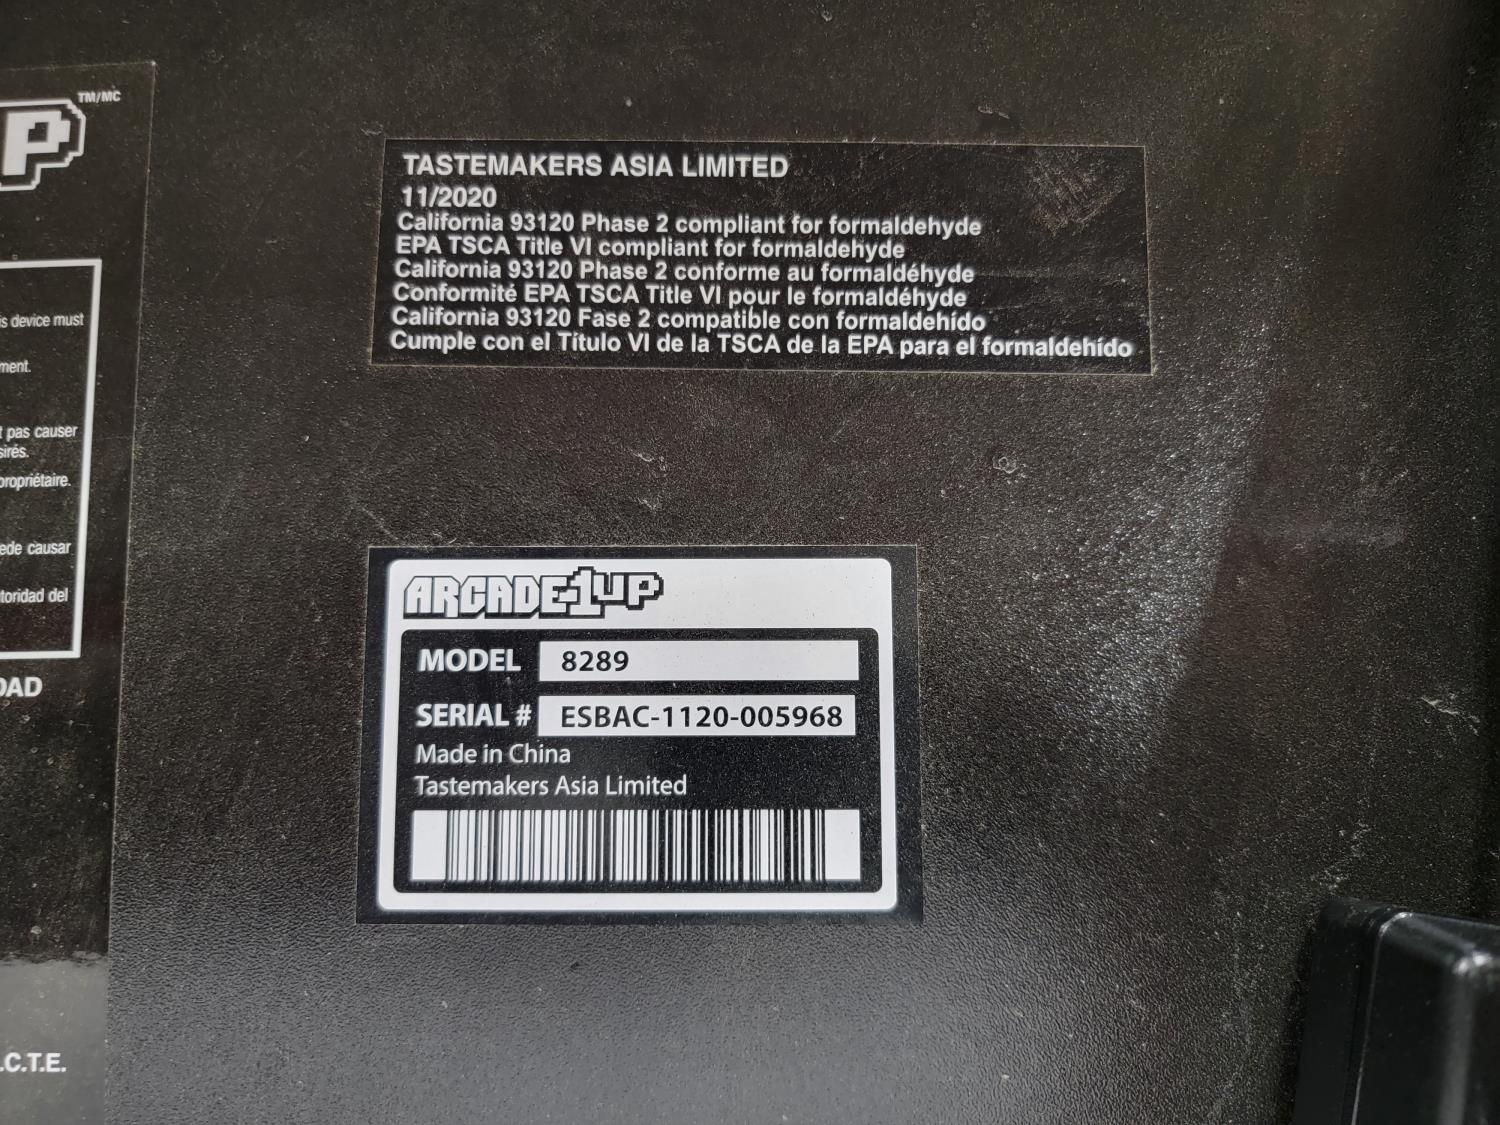 P TM/MC
is device must
ment.
t pas causer
sirés.
propriétaire.
ede causar
toridad del
DAD
.C.T.E.
TASTEMAKERS ASIA LIMITED
11/2020
California 93120 Phase 2 compliant for formaldehyde
EPA TSCA Title VI compliant for formaldehyde
California 93120 Phase 2 conforme au formaldéhyde
Conformité EPA TSCA Title VI pour le formaldéhyde
California 93120 Fase 2 compatible con formaldehído
Cumple con el Título VI de la TSCA de la EPA para el formaldehído
ARCADE1UP
MODEL 8289
SERIAL # ESBAC-1120-005968
Made in China
Tastemakers Asia Limited